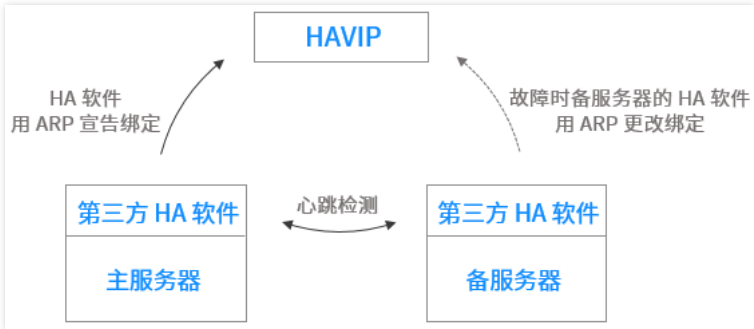 HAVIP
HA 软件
用 ARP 宣告绑定
故障时备服务器的 HA 软件
用 ARP 更改绑定
心跳检测
第三方 HA 软件
主服务器
第三方 HA 软件
备服务器